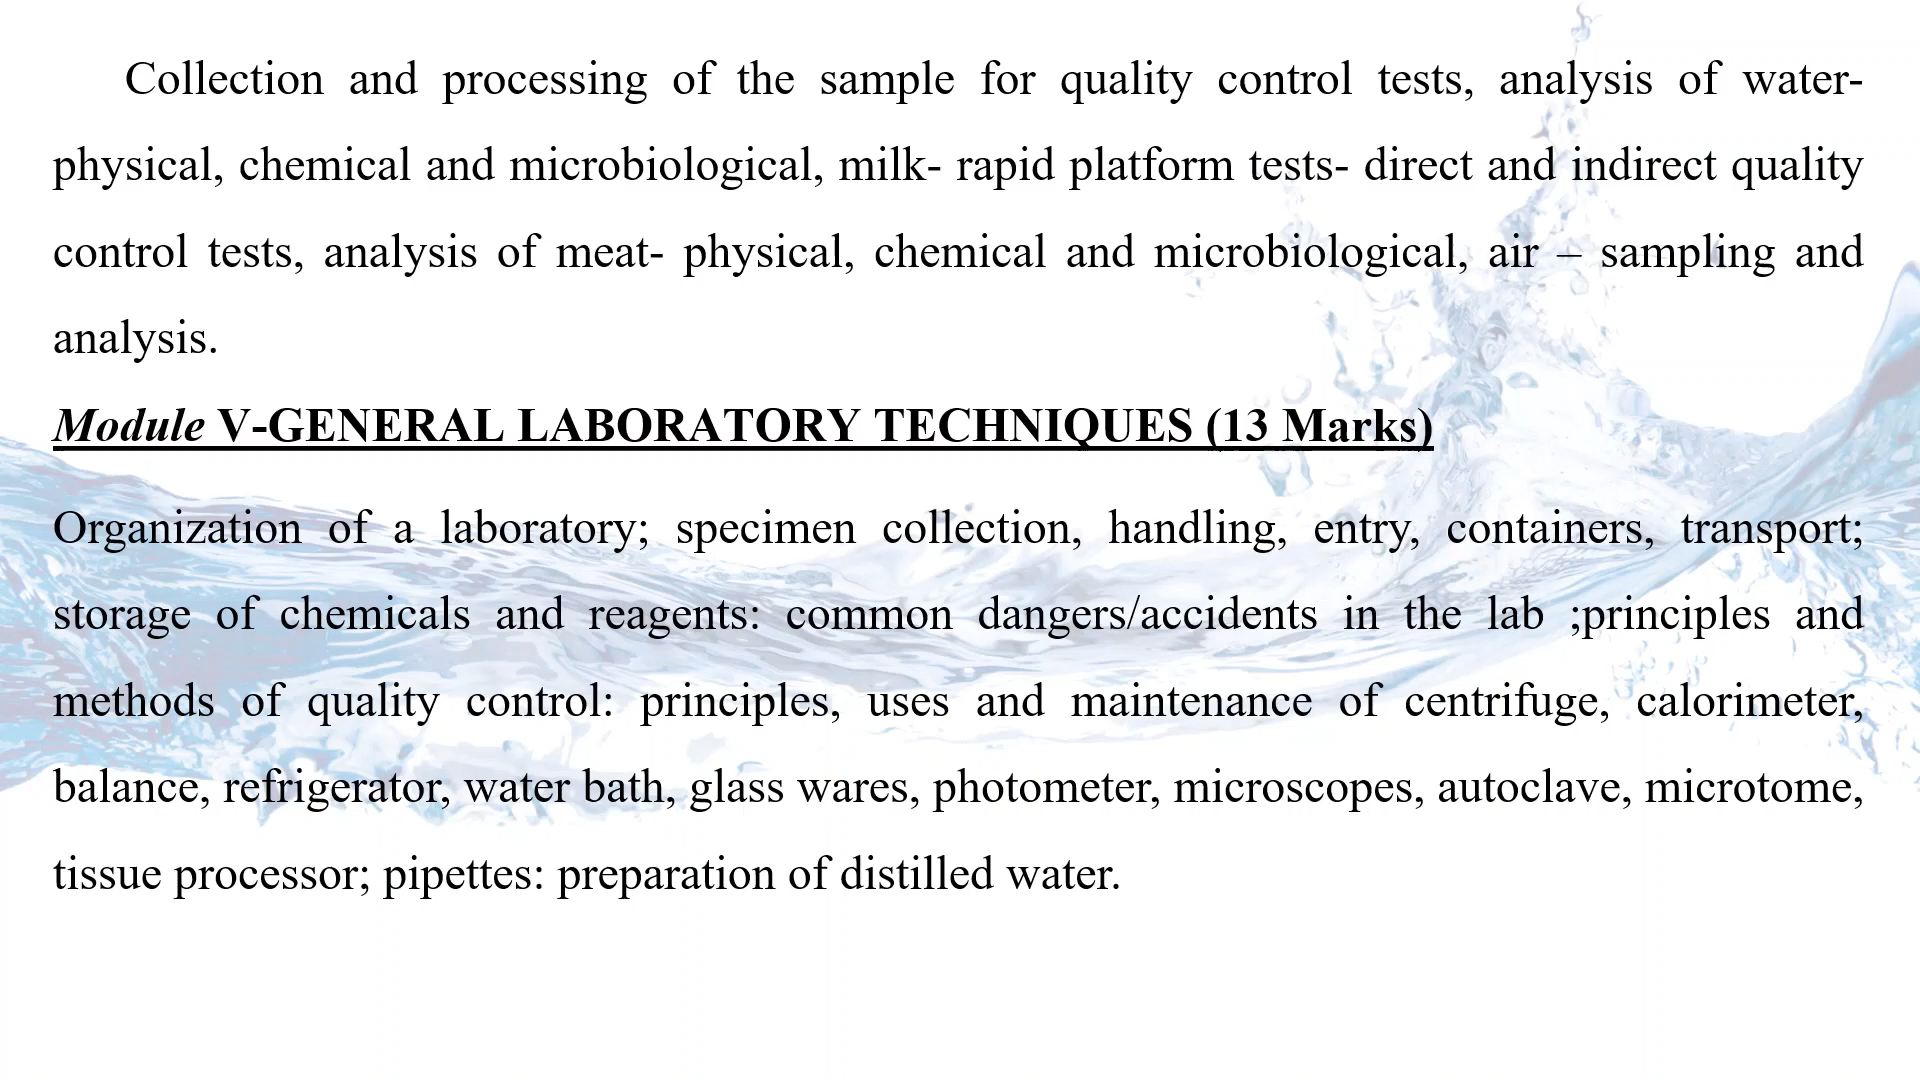 Collection and processing of the sample for quality control tests, analysis of water-
physical, chemical and microbiological, milk- rapid platform tests- direct and indirect quality
control tests, analysis of meat- physical, chemical and microbiological, air – sampling and
analysis.
Module V-GENERAL LABORATORY TECHNIQUES (13 Marks)
Organization of a laboratory; specimen collection, handling, entry, containers, transport;
storage of chemicals and reagents: common dangers/accidents in the lab ;principles and
methods of quality control: principles, uses and maintenance of centrifuge, calorimeter,
balance, refrigerator, water bath, glass wares, photometer, microscopes, autoclave, microtome,
tissue processor; pipettes: preparation of distilled water.